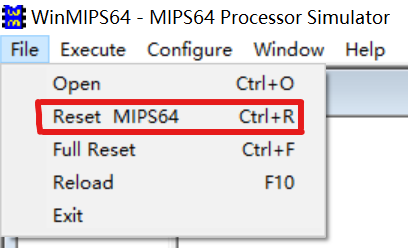 WinMIPS64 - MIPS64 Processor Simulator
File Execute Configure Window Help
Open Ctrl+O
Reset MIPS64 Ctrl+R
Full Reset Ctrl+F
Reload F10
Exit